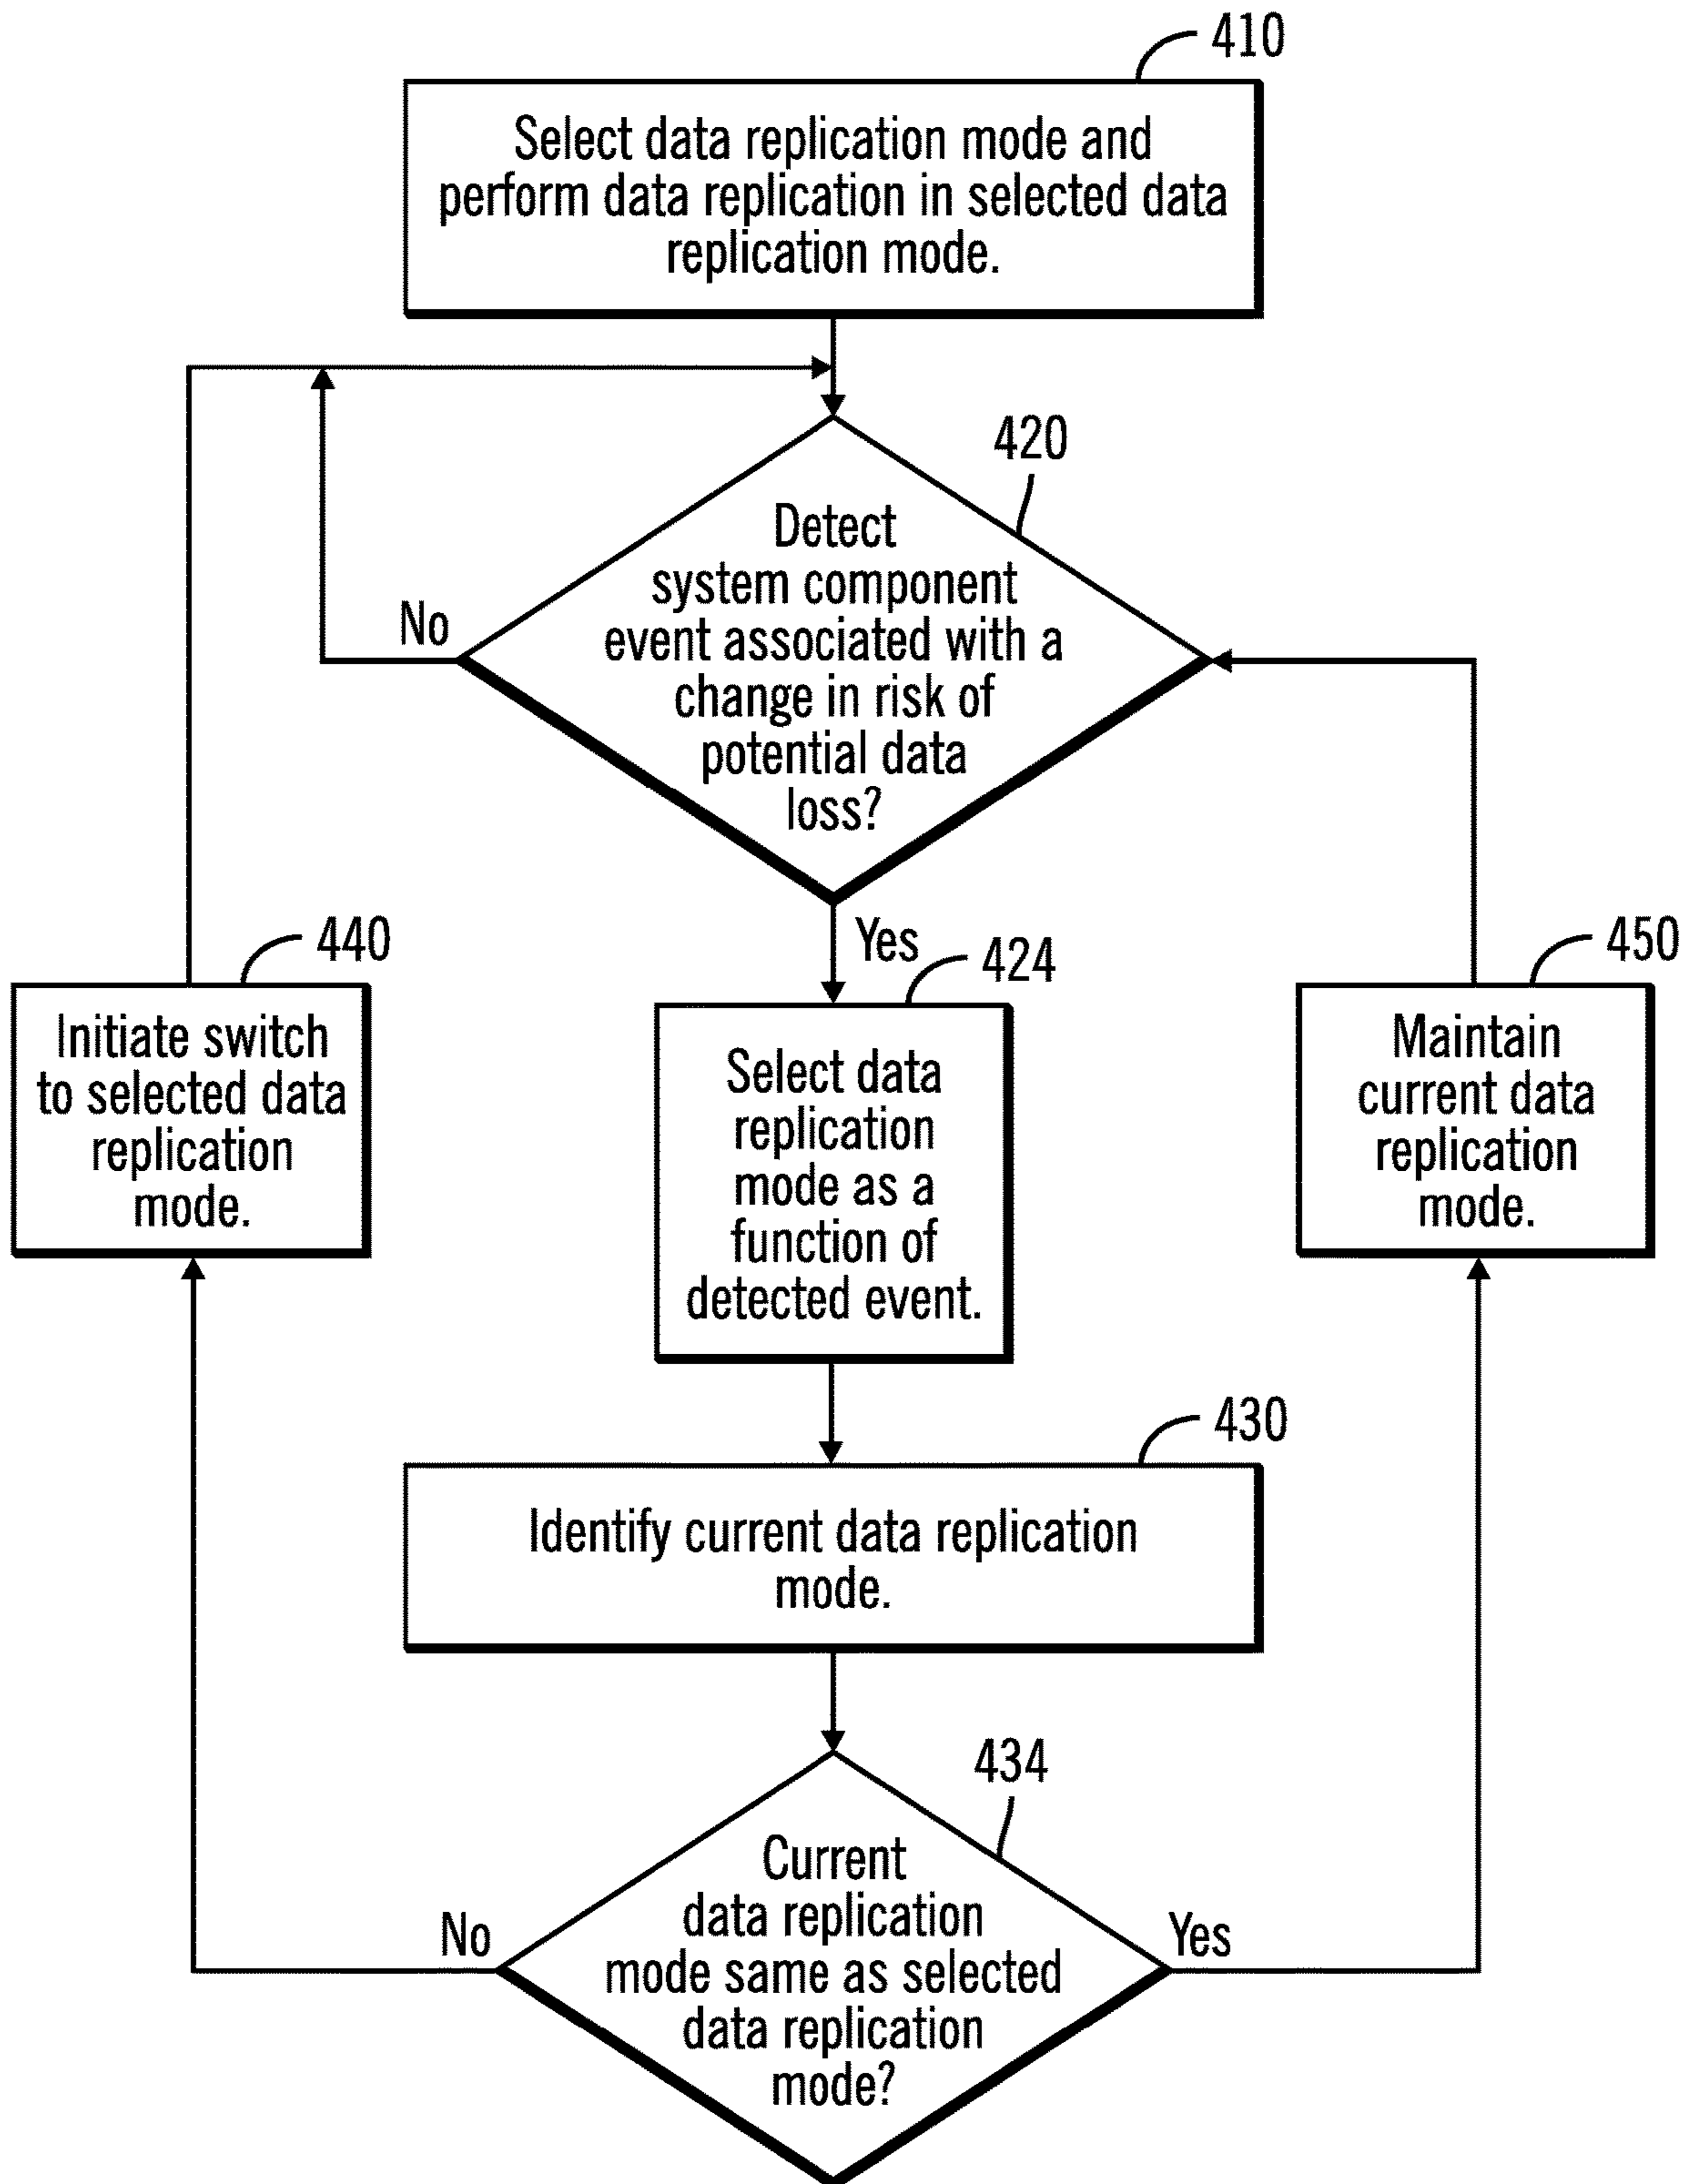 410
Select data replication mode and
perform data replication in selected data
replication mode.
420
Detect
system component
event associated with a
change in risk of
potential data
loss?
No
Yes
424
440
450
Initiate switch
to selected data
replication
mode.
Select data
replication
mode as a
function of
detected event.
Maintain
current data
replication
mode.
430
Identify current data replication
mode.
434
Current
data replication
mode same as selected
data replication
mode?
No
Yes